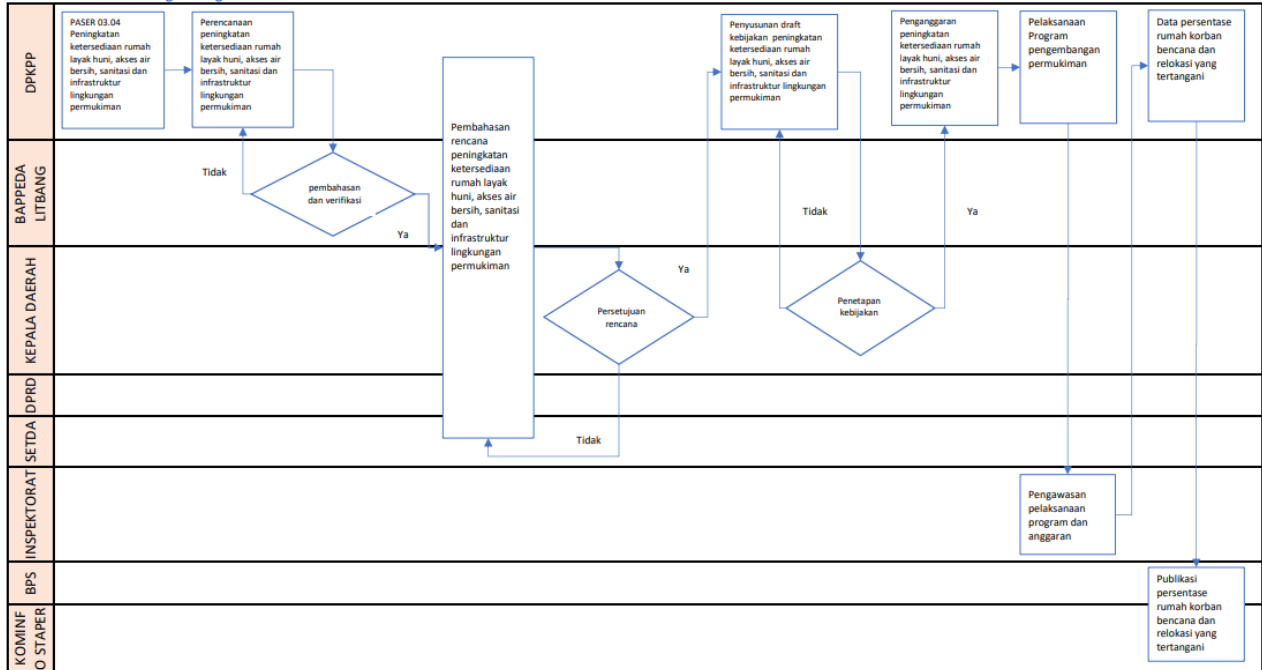 DPKPP
PASER 03.04
Peningkatan
ketersediaan rumah
layak huni, akses air
bersih, sanitasi dan
infrastruktur
lingkungan
permukiman
Perencanaan
peningkatan
ketersediaan rumah
layak huni, akses air
bersih, sanitasi dan
infrastruktur
lingkungan
permukiman
Penyusunan draft
kebijakan peningkatan
ketersediaan rumah
layak huni, akses air
bersih, sanitasi dan
infrastruktur lingkungan
permukiman
Penganggaran
peningkatan
ketersediaan rumah
layak huni, akses air
bersih, sanitasi dan
infrastruktur
lingkungan
permukiman
Pelaksanaan
Program
pengembangan
permukiman
Data persentase
rumah korban
bencana dan
relokasi yang
tertangani
Pembahasan
rencana
peningkatan
ketersediaan
rumah layak
huni, akses air
bersih, sanitasi
dan
infrastruktur
lingkungan
permukiman
BAPPEDA
LITBANG
Tidak
pembahasan
dan verifikasi
Ya
Tidak
Ya
KEPALA DAERAH
Persetujuan
rencana
Ya
Penetapan
kebijakan
DPRD
SETDA
Tidak
INSPEKTORAT
Pengawasan
pelaksanaan
program dan
anggaran
BPS
Publikasi
persentase
rumah korban
bencana dan
relokasi yang
tertangani
KOMINF
O STAPER